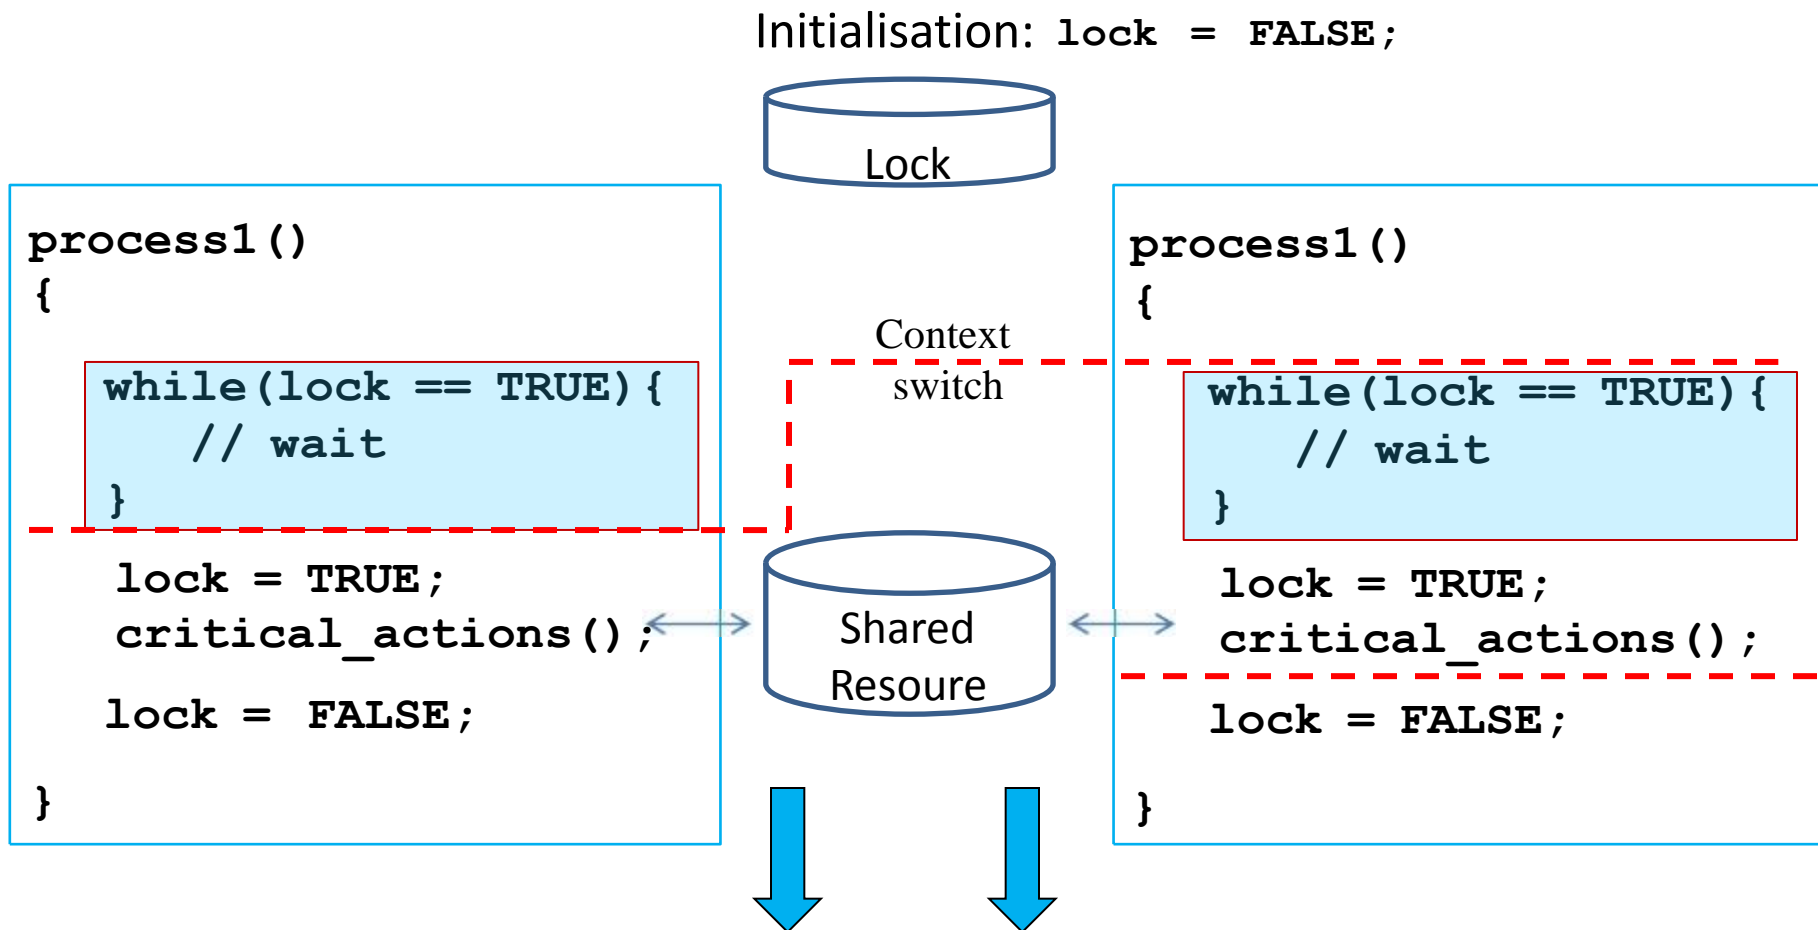 Initialisation: lock = FALSE;
Lock
process1()
{
while(lock == TRUE){
// wait
}
lock = TRUE;
critical_actions();
lock = FALSE;
}
Context
switch
Shared
Resoure
process1()
{
while(lock == TRUE){
// wait
}
lock = TRUE;
critical_actions();
lock = FALSE;
}